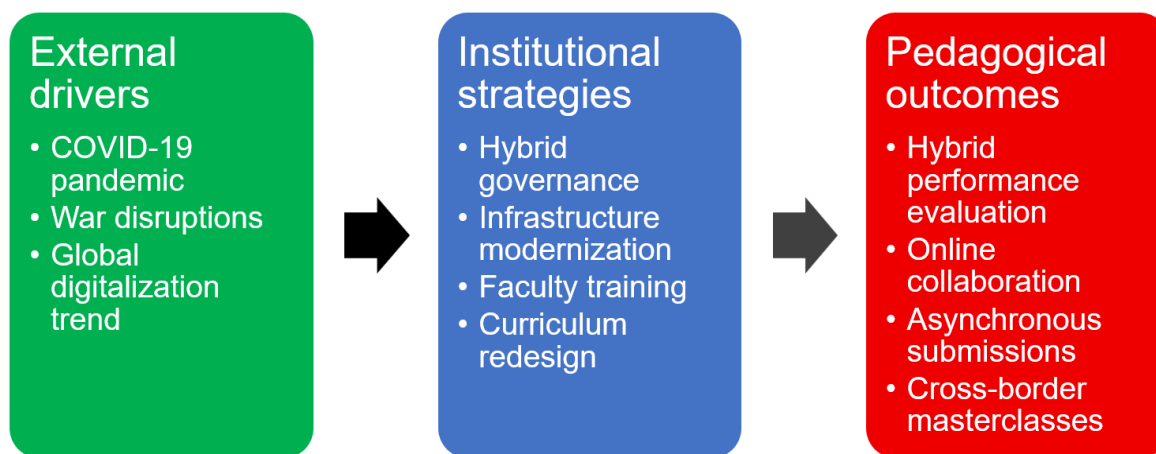 External
drivers
• COVID-19
pandemic
• War disruptions
• Global
digitalization
trend
Institutional
strategies
• Hybrid
governance
• Infrastructure
modernization
• Faculty training
• Curriculum
redesign
Pedagogical
outcomes
• Hybrid
performance
evaluation
• Online
collaboration
• Asynchronous
submissions
• Cross-border
masterclasses